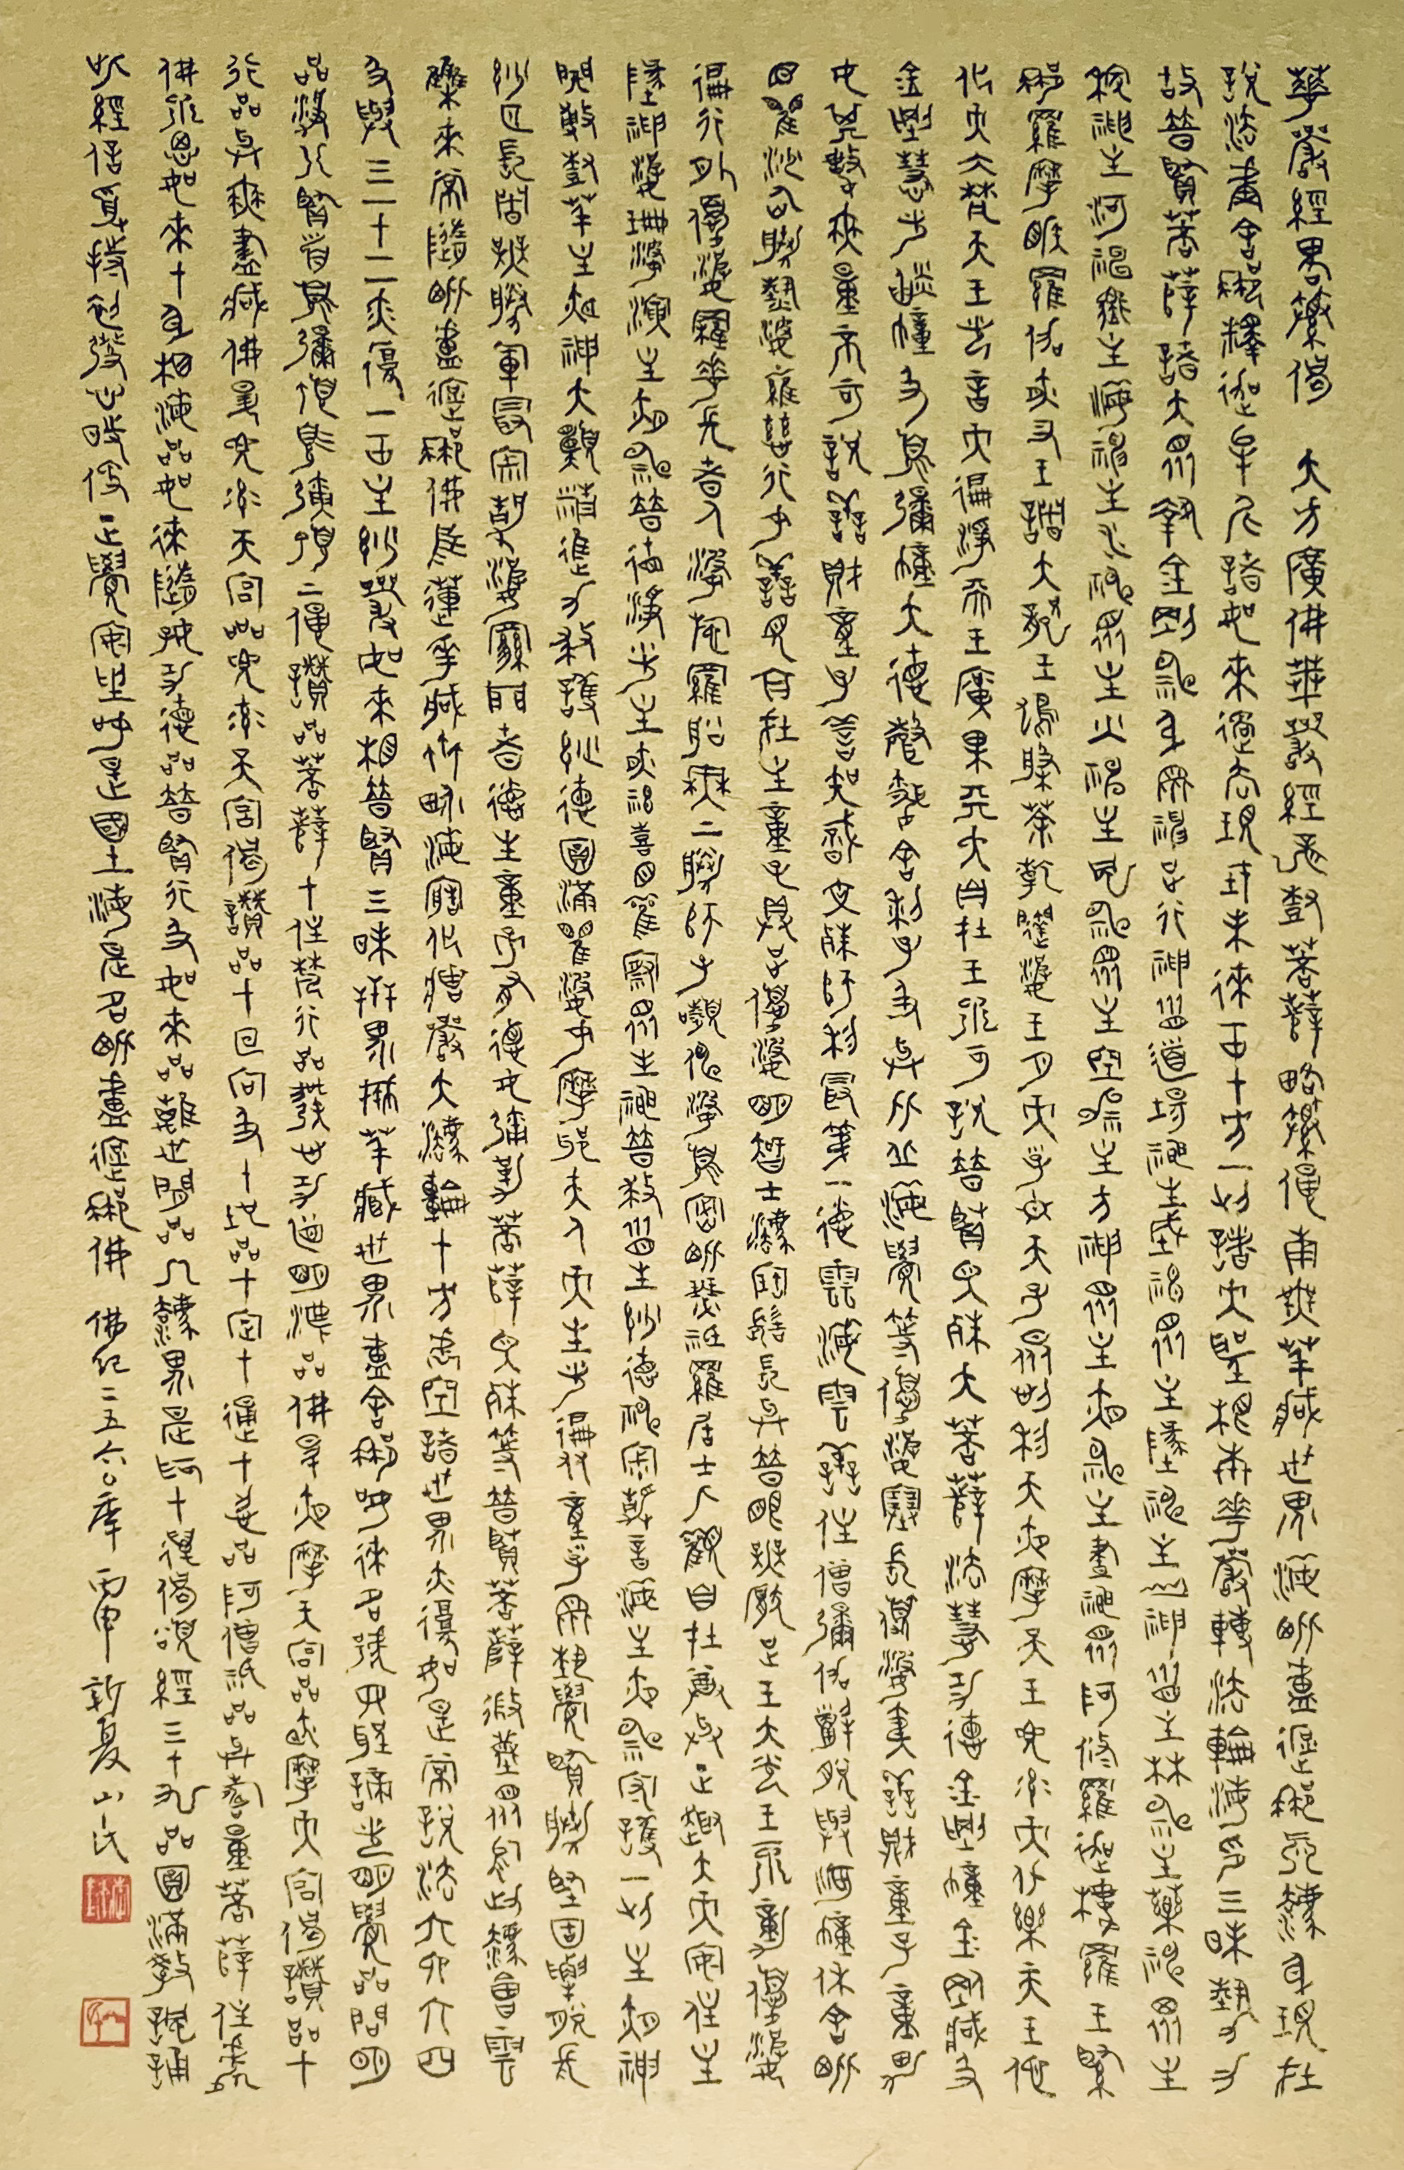 華嚴經略纂偈 大方廣佛華嚴經龍樹菩薩略纂偈南無華藏世界海毗盧遮那真法身現在
說法盧舍那釋迦牟尼諸如來過去現在未來世十方一切諸大聖根本華嚴轉法輪海印三昧勢力
故普賢菩薩諸大眾執金剛神身眾神足行神眾道場神主城神眾主地神主山神眾主林神主藥神眾主
稼神主河神眾主海神主水神眾主火神主風神眾主空神主方神眾主夜神主晝神眾阿修羅迦樓羅王緊
那羅摩睺羅伽夜叉王諸大龍王鳩槃荼乾闥婆王月天子日天子眾忉利天夜摩天王兜率天化樂天王他
化天大梵天王光音天遍淨天王廣果天大自在王不可說普賢文殊大菩薩法慧功德金剛幢金剛藏及
金剛慧光燄幢及須彌幢大德聲聞舍利子及與比丘海覺等優婆塞長優婆夷善財童子童男
女其數無量不可說善財童子善知識文殊師利最第一德雲海雲善住僧彌伽解脫與海幢休舍毗
目瞿沙仙勝熱婆羅慈行女善見自在主童子具足優婆明智士法寶髻長與普眼無厭足王大光王不動優婆
遍行外優婆羅華長者人婆施羅船無上勝師子嚬伸婆須密毗瑟祇羅居士人觀自在尊與正趣大天安住主
地神婆珊婆演主夜神普德淨光主夜神喜目觀察眾生神普救眾生妙德神寂靜音海主夜神守護一切主夜神
開敷樹華主夜神大願精進力救護妙德圓滿瞿婆女摩耶夫人天主光遍友童子眾藝覺賢勝堅固解脫長
妙月長者無勝軍最寂靜婆羅門者德生童子有德女彌勒菩薩文殊等普賢菩薩微塵眾於此法會雲
集來常隨毗盧遮那佛於蓮華藏世界海造化莊嚴大法輪十方虛空諸世界亦復如是常說法六六六四
及與三一十一一亦復一世主妙嚴如來相普賢三昧世界成華藏世界盧舍那如來名號四聖諦光明覺品問明
品淨行賢首須彌頂須彌頂上偈讚品菩薩十住梵行品發心功德明法品佛昇夜摩天宮品夜摩天宮偈讚品十
行品與無盡藏佛昇兜率天宮品兜率天宮偈讚品十回向及十地品十定十通十忍品阿僧祇品與壽量菩薩住處
佛不思如來十身相海品如來隨好功德品普賢行及如來出離世間品入法界是為十萬偈頌經三十九品圓滿教諷誦
此經信受持初發心時便正覺安坐如是國土海是名毗盧遮那佛 佛紀二五六〇年 丙申 新夏 山民